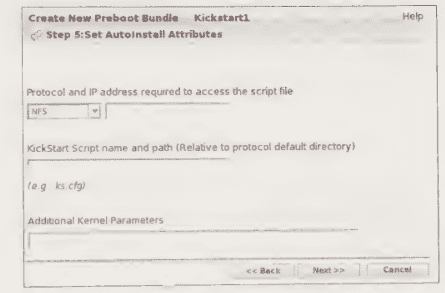 Create New Preboot Bundle Kickstart1 Help
Step 5:Set AutoInstall Attributes
Protocol and IP address required to access the script file
NFS
KickStart Script name and path (Relative to protocol default directory)
(e.g ks.cfg)
Additional Kernel Parameters
<< Back Next >> Cancel